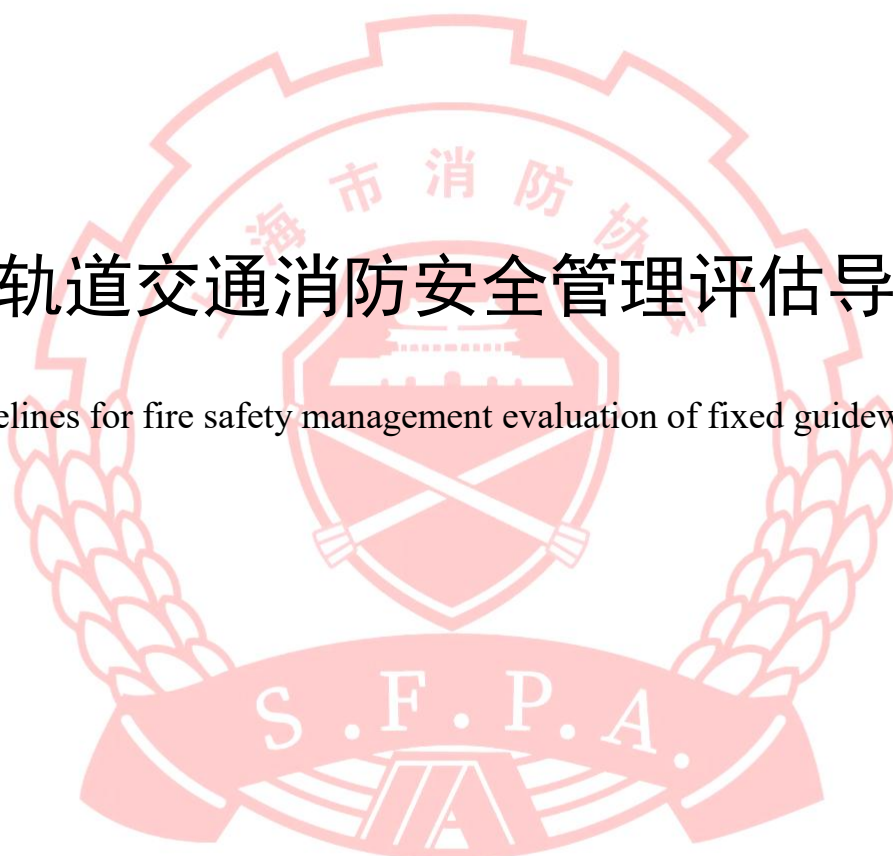 上海市消防协会
轨道交通消防安全管理评估导
elines for fire safety management evaluation of fixed guidew
S.F.P.A.